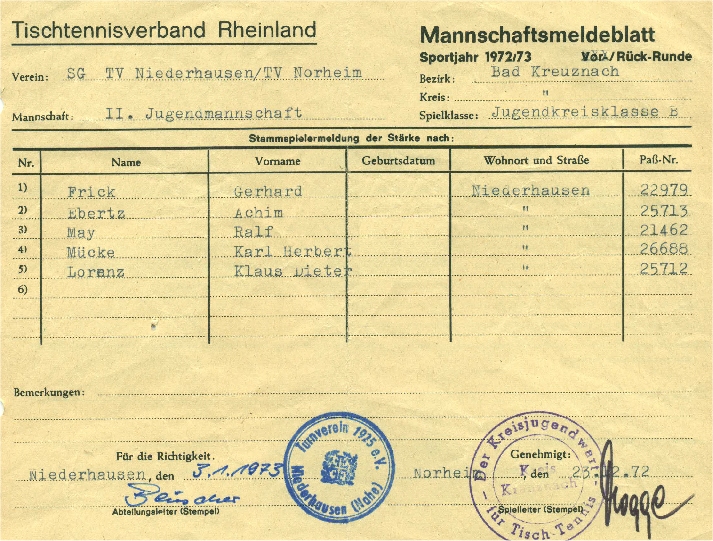 Tischtennisverband Rheinland
Mannschaftsmeldeblatt
Sportjahr 1972/73 Vor-/Rück-Runde
Verein: SG TV Niederhausen/TV Norheim
Bezirk: Bad Kreuznach
Kreis: "
Mannschaft: II. Jugendmannschaft
Spielklasse: Jugendkreisklasse B
Stammspielermeldung der Stärke nach:
Nr. Name Vorname Geburtsdatum Wohnort und Straße Paß-Nr.
1) Frick Gerhard Niederhausen 22979
2) Ebertz Achim " 25713
3) May Ralf " 21462
4) Mücke Karl Herbert " 26688
5) Lorenz Klaus Dieter " 25712
6)
Bemerkungen:
Für die Richtigkeit.
Niederhausen, den 3.1.1973
Abteilungsleiter (Stempel)
Turnverein 1925 e.V.
Niederhausen (Nahe)
Genehmigt:
Norheim, den 23.12.72
Spielleiter (Stempel)
Der Kreisjugendwart
Kreis
Kreuznach
für Tisch-Tennis